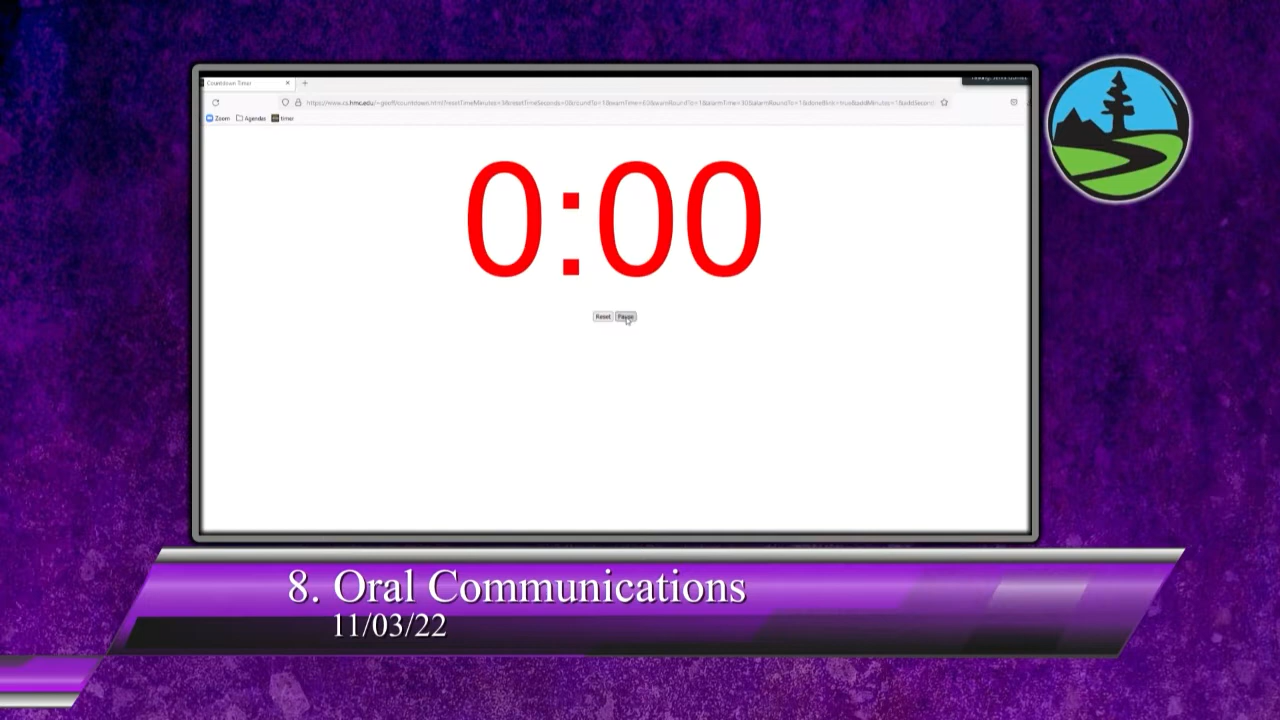 Countdown Timer
Zoom Agendas timer
0:00
Reset Pause
8. Oral Communications
11/03/22